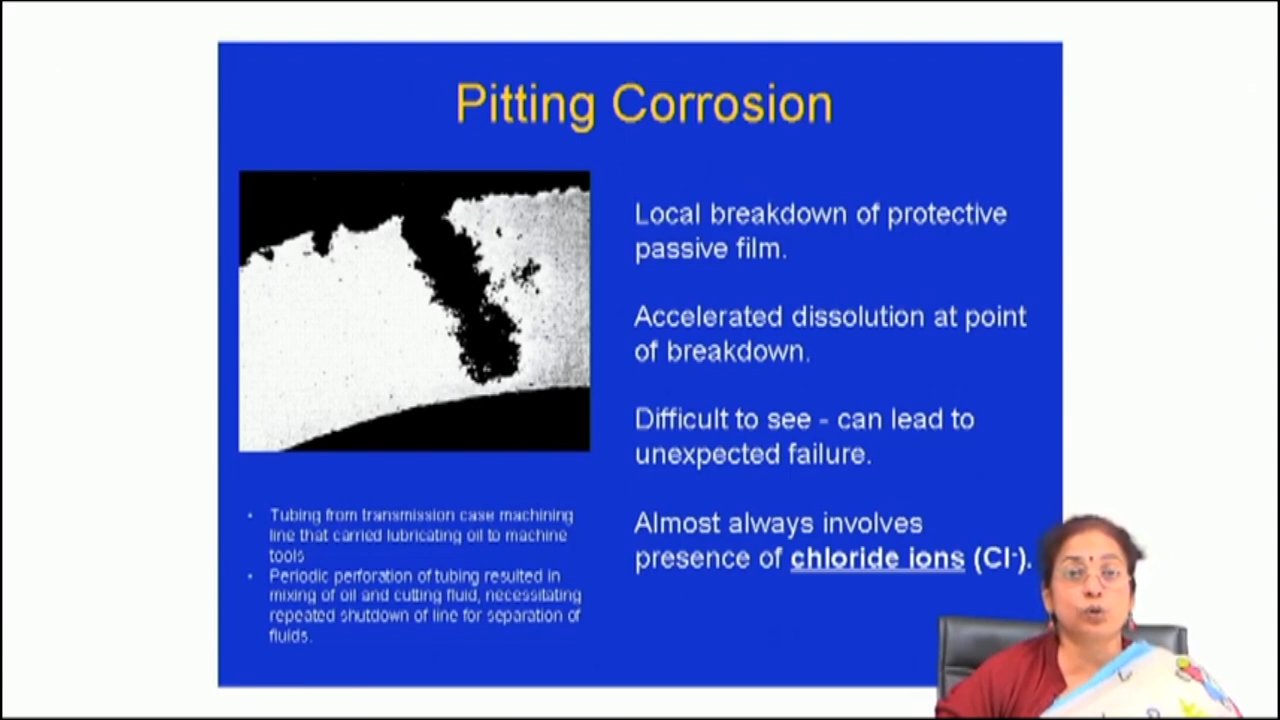 Pitting Corrosion
Local breakdown of protective
passive film.
Accelerated dissolution at point
of breakdown.
Difficult to see - can lead to
unexpected failure.
Almost always involves
presence of chloride ions (Cl⁻).
• Tubing from transmission case machining
line that carried lubricating oil to machine
tools
• Periodic perforation of tubing resulted in
mixing of oil and cutting fluid, necessitating
repeated shutdown of line for separation of
fluids.